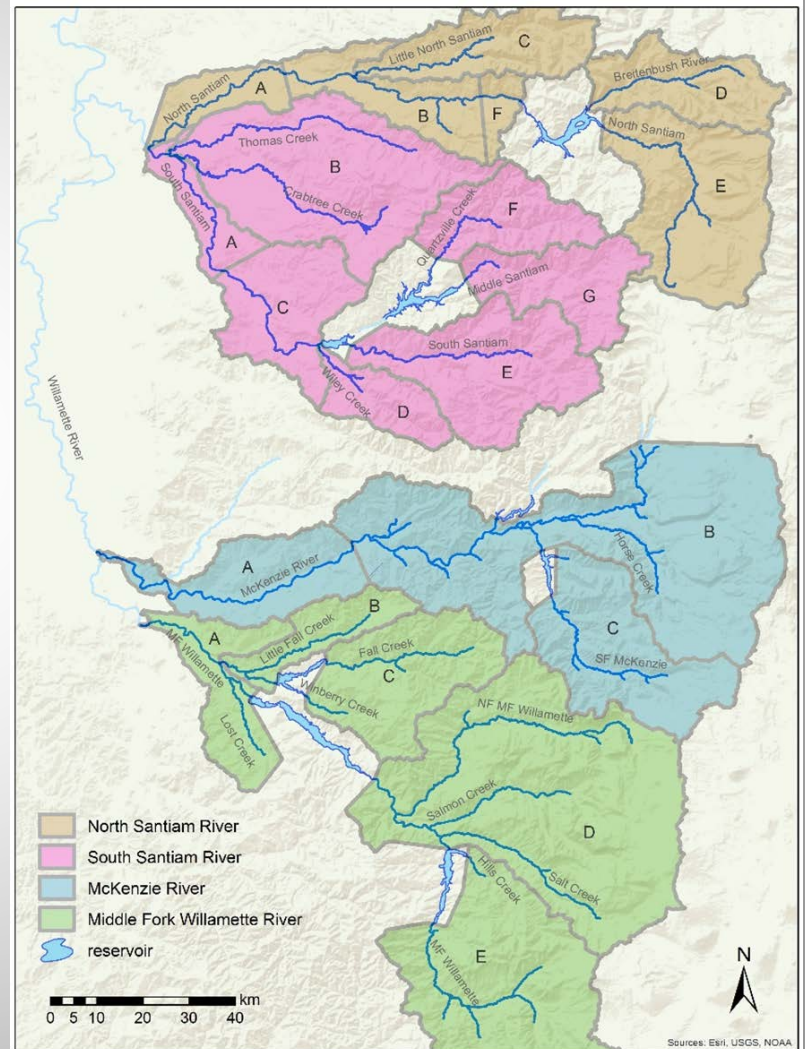 Little North Santiam
C
Breitenbush River
D
North Santiam
A
B
F
North Santiam
E
Thomas Creek
B
Crabtree Creek
South Santiam
A
Quartzville Creek
F
Middle Santiam
G
C
South Santiam
E
Wiley Creek
D
Willamette River
B
A
McKenzie River
Horse Creek
C
SF McKenzie
B
A
Little Fall Creek
MF Willamette
Fall Creek
C
Winberry Creek
Lost Creek
NF MF Willamette
Salmon Creek
D
Hills Creek
Salt Creek
E
MF Willamette
North Santiam River
South Santiam River
McKenzie River
Middle Fork Willamette River
reservoir
N
km
0 5 10 20 30 40
Sources: Esri, USGS, NOAA